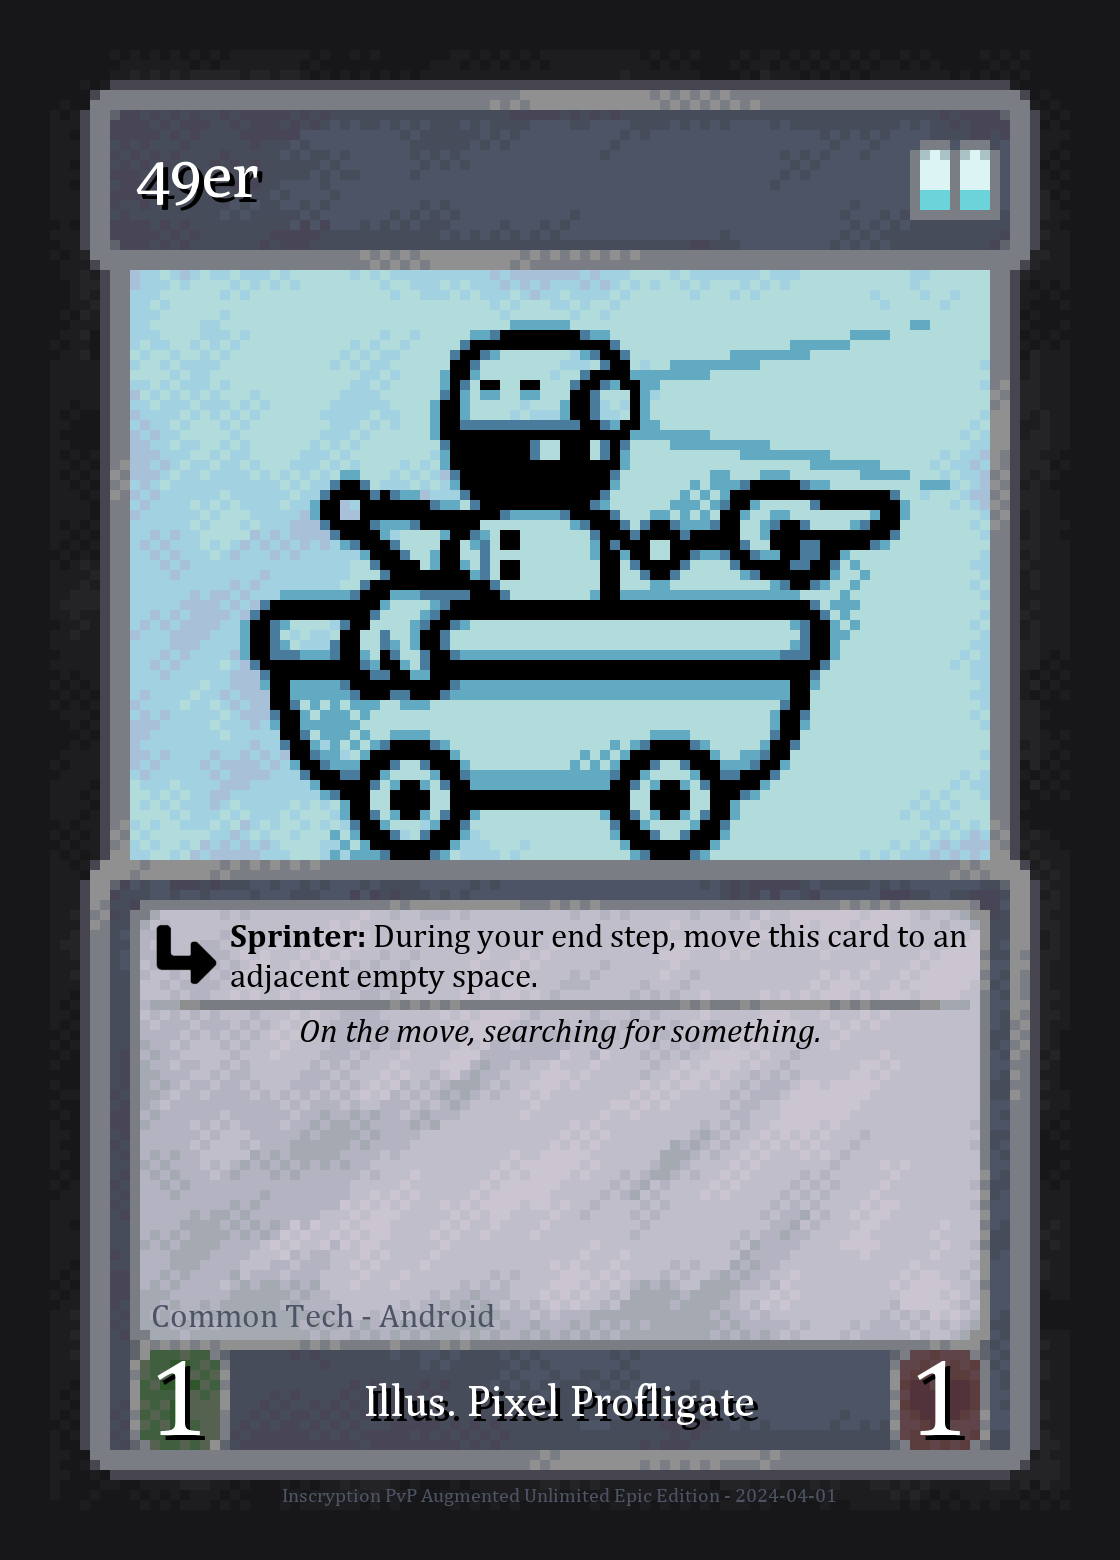 49er
Sprinter: During your end step, move this card to an
adjacent empty space.
On the move, searching for something.
Common Tech - Android
1
Illus. Pixel Profligate
1
Inscryption PvP Augmented Unlimited Epic Edition - 2024-04-01